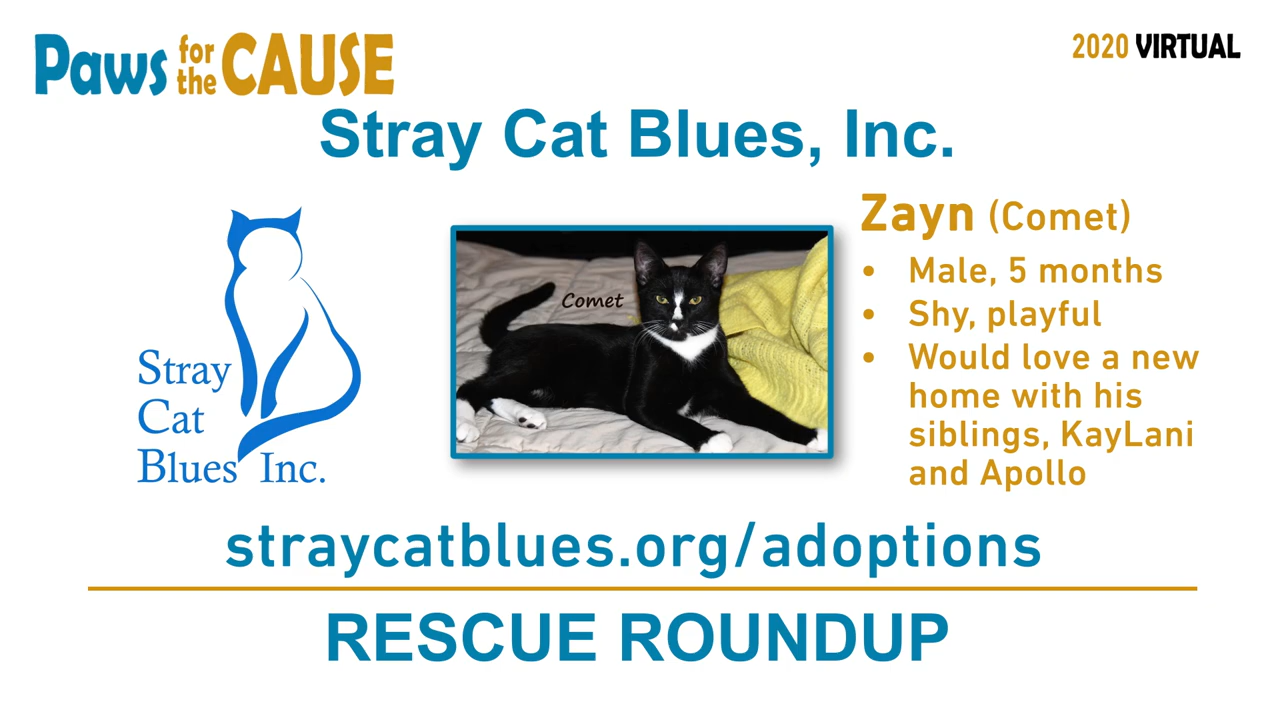 Paws for the CAUSE
2020 VIRTUAL
Stray Cat Blues, Inc.
Stray
Cat
Blues Inc.
Comet
Zayn (Comet)
• Male, 5 months
• Shy, playful
• Would love a new
home with his
siblings, KayLani
and Apollo
straycatblues.org/adoptions
RESCUE ROUNDUP